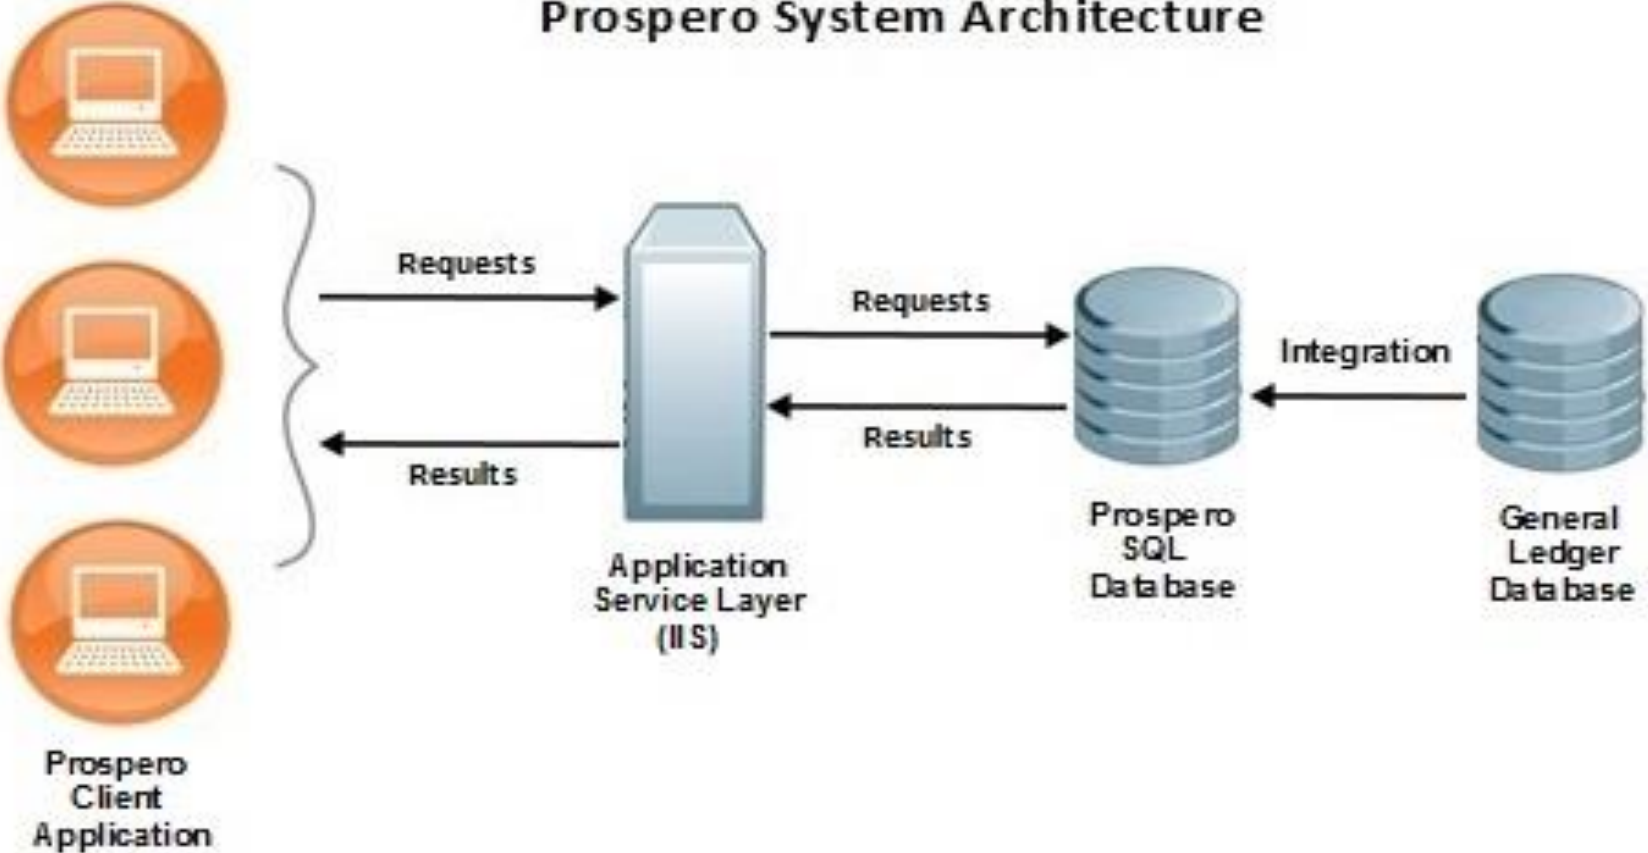 Prospero System Architecture
Requests
Results
Requests
Results
Integration
Prospero
Client
Application
Application
Service Layer
(IIS)
Prospero
SQL
Database
General
Ledger
Database